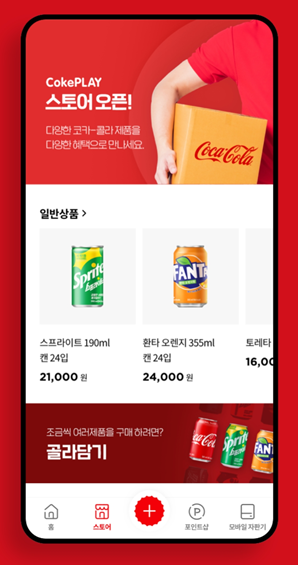 CokePLAY
스토어 오픈!
다양한 코카-콜라 제품을
다양한 혜택으로 만나세요.
Coca-Cola
일반상품 >
Sprite
FANTA
스프라이트 190ml
캔 24입
21,000 원
환타 오렌지 355ml
캔 24입
24,000 원
토레타
16,00
조금씩 여러제품을 구매 하려면?
골라담기
Coca-Cola
Sprite
FANTA
홈
스토어
P
포인트샵
모바일 자판기